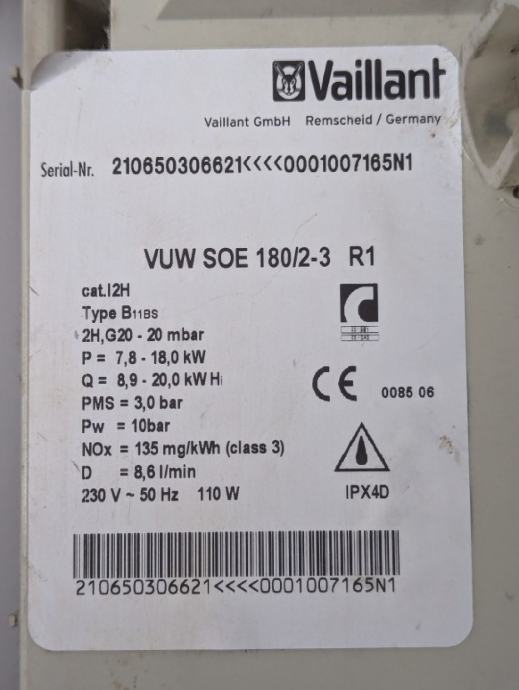 Vaillant
Vaillant GmbH Remscheid / Germany
Serial-Nr. 210650306621<<<<0001007165N1
VUW SOE 180/2-3 R1
cat.I2H
Type B11BS
2H,G20 - 20 mbar
P = 7,8 - 18,0 kW
Q = 8,9 - 20,0 kW Hi
PMS = 3,0 bar
Pw = 10bar
NOx = 135 mg/kWh (class 3)
D = 8,6 l/min
230 V ~ 50 Hz 110 W
CE 0085 06
IPX4D
210650306621<<<<0001007165N1